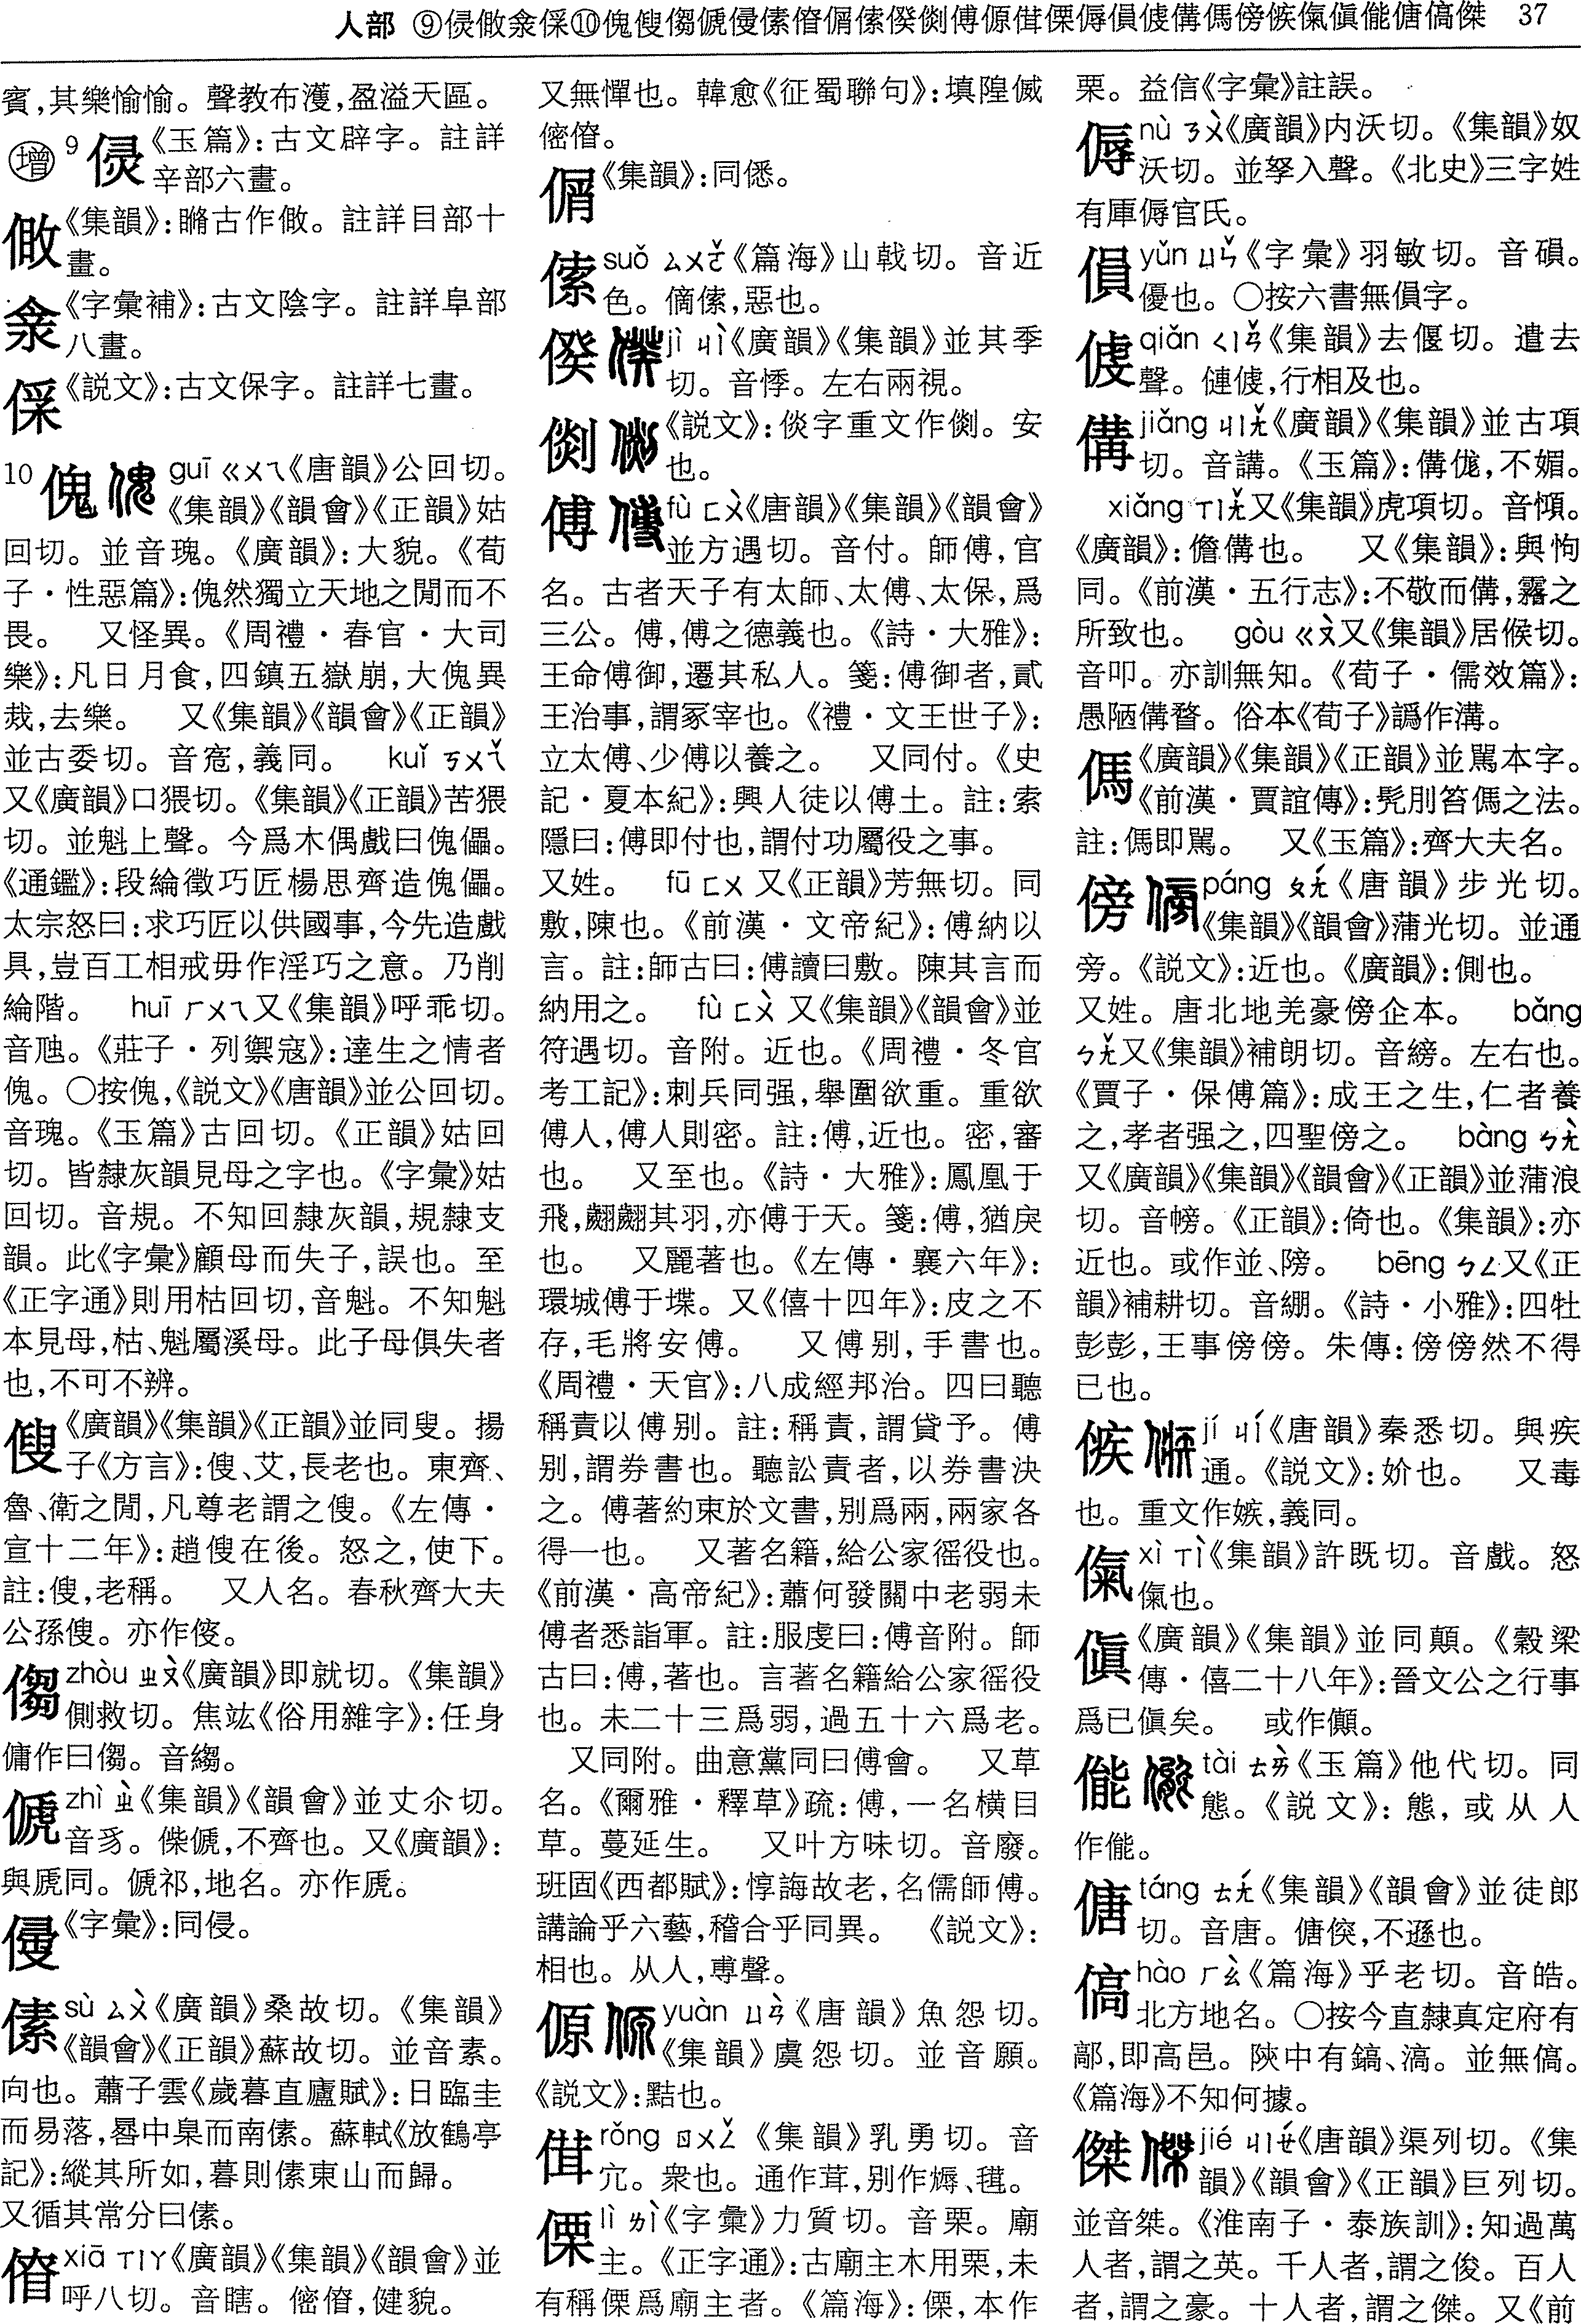 人部 ⑨𠊬㑻𠋐㑱⑩傀傁㑳傂㑴傃㑵㑶傃㑧㑞傅傆傇傈傉㒁傔傋傌傍㑵㑶傎能傏傐傑 37
賓,其樂愉愉。聲教布濩,盈溢天區。
《玉篇》:古文辟字。註詳
辛部六畫。
《集韻》:䁂古作㑻。註詳目部十
畫。
《字彙補》:古文陰字。註詳阜部
八畫。
《説文》:古文保字。註詳七畫。
10 傀 guī ㄍㄨㄟ《唐韻》公回切。
《集韻》《韻會》《正韻》姑
回切。並音瑰。《廣韻》:大貌。《荀
子·性惡篇》:傀然獨立天地之閒而不
畏。 又怪異。《周禮·春官·大司
樂》:凡日月食,四鎮五嶽崩,大傀異
烖,去樂。 又《集韻》《韻會》《正韻》
並古委切。音㾔,義同。 kuǐ ㄎㄨㄟˇ
又《廣韻》口猥切。《集韻》《正韻》苦猥
切。並魁上聲。今爲木偶戲曰傀儡。
《通鑑》:段綸徵巧匠楊思齊造傀儡。
太宗怒曰:求巧匠以供國事,今先造戲
具,豈百工相戒毋作淫巧之意。乃削
綸階。 huī ㄏㄨㄟ又《集韻》呼乖切。
音虺。《莊子·列禦寇》:達生之情者
傀。○按傀,《説文》《唐韻》並公回切。
音瑰。《玉篇》古回切。《正韻》姑回
切。皆隸灰韻見母之字也。《字彙》姑
回切。音規。不知回隸灰韻,規隸支
韻。此《字彙》顧母而失子,誤也。至
《正字通》則用枯回切,音魁。不知魁
本見母,枯、魁屬溪母。此子母俱失者
也,不可不辨。
傁 《廣韻》《集韻》《正韻》並同叟。揚
子《方言》:傁、艾,長老也。東齊、
魯、衛之閒,凡尊老謂之傁。《左傳·
宣十二年》:趙傁在後。怒之,使下。
註:傁,老稱。 又人名。春秋齊大夫
公孫傁。亦作㑗。
㑳 zhòu ㄓㄡˋ《廣韻》即就切。《集韻》
側救切。焦竑《俗用雜字》:任身
傭作曰㑳。音縐。
傂 zhì ㄓˋ《集韻》《韻會》並丈尒切。
音豸。傑傂,不齊也。又《廣韻》:
與虒同。傂祁,地名。亦作虒。
《字彙》:同侵。
傃 sù ㄙㄨˋ《廣韻》桑故切。《集韻》
《韻會》《正韻》蘇故切。並音素。
向也。蕭子雲《歲暮直廬賦》:日臨圭
而易落,晷中臬而南傃。蘇軾《放鶴亭
記》:縱其所如,暮則傃東山而歸。
又循其常分曰傃。
xiā ㄒㄧㄚ《廣韻》《集韻》《韻會》並
呼八切。音瞎。,健貌。
又無憚也。韓愈《征蜀聯句》:填隍㒄
。
《集韻》:同僁。
suǒ ㄙㄨㄛˇ《篇海》山戟切。音近
色。,惡也。
jì ㄐㄧˋ《廣韻》《集韻》並其季
切。音悸。左右兩視。
《説文》:倓字重文作㓹。安
也。
傅 fù ㄈㄨˋ《唐韻》《集韻》《韻會》
並方遇切。音付。師傅,官
名。古者天子有太師、太傅、太保,爲
三公。傅,傅之德義也。《詩·大雅》:
王命傅御,遷其私人。箋:傅御者,貳
王治事,謂冢宰也。《禮·文王世子》:
立太傅、少傅以養之。 又同付。《史
記·夏本紀》:興人徒以傅土。註:索
隱曰:傅即付也,謂付功屬役之事。
又姓。 fū ㄈㄨ 又《正韻》芳無切。同
敷,陳也。《前漢·文帝紀》:傅納以
言。註:師古曰:傅讀曰敷。陳其言而
納用之。 fù ㄈㄨˋ 又《集韻》《韻會》並
符遇切。音附。近也。《周禮·冬官
考工記》:刺兵同强,舉圍欲重。重欲
傅人,傅人則密。註:傅,近也。密,審
也。 又至也。《詩·大雅》:鳳凰于
飛,翽翽其羽,亦傅于天。箋:傅,猶戾
也。 又麗著也。《左傳·襄六年》:
環城傅于堞。又《僖十四年》:皮之不
存,毛將安傅。 又傅别,手書也。
《周禮·天官》:八成經邦治。四曰聽
稱責以傅别。註:稱責,謂貸予。傅
别,謂券書也。聽訟責者,以券書決
之。傅著約束於文書,别爲兩,兩家各
得一也。 又著名籍,給公家徭役也。
《前漢·高帝紀》:蕭何發關中老弱未
傅者悉詣軍。註:服虔曰:傅音附。師
古曰:傅,著也。言著名籍給公家徭役
也。未二十三爲弱,過五十六爲老。
又同附。曲意黨同曰傅會。 又草
名。《爾雅·釋草》疏:傅,一名横目
草。蔓延生。 又叶方味切。音廢。
班固《西都賦》:惇誨故老,名儒師傅。
講論乎六藝,稽合乎同異。 《説文》:
相也。从人,尃聲。
傆 yuàn ㄩㄢˋ《唐韻》魚怨切。
《集韻》虞怨切。並音願。
《説文》:黠也。
傇 rǒng ㄖㄨㄥˇ《集韻》乳勇切。音
宂。衆也。通作茸,别作㛱、毴。
傈 lì ㄌㄧˋ《字彙》力質切。音栗。廟
主。《正字通》:古廟主木用栗,未
有稱傈爲廟主者。《篇海》:傈,本作
栗。益信《字彙》註誤。
傉 nù ㄋㄨˋ《廣韻》内沃切。《集韻》奴
沃切。並孥入聲。《北史》三字姓
有厙傉官氏。
yǔn ㄩㄣˇ《字彙》羽敏切。音磒。
優也。○按六書無字。
qiǎn ㄑㄧㄢˇ《集韻》去偃切。遣去
聲。,行相及也。
傋 jiǎng ㄐㄧㄤˇ《廣韻》《集韻》並古項
切。音講。《玉篇》:傋㑝,不媚。
xiǎng ㄒㄧㄤˇ又《集韻》虎項切。音傾。
《廣韻》:儋傋也。 又《集韻》:與怐
同。《前漢·五行志》:不敬而傋,霿之
所致也。 gòu ㄍㄡˋ又《集韻》居候切。
音叩。亦訓無知。《荀子·儒效篇》:
愚陋傋瞀。俗本《荀子》譌作溝。
傌 《廣韻》《集韻》《正韻》並罵本字。
《前漢·賈誼傳》:髠刖笞傌之法。
註:傌即罵。 又《玉篇》:齊大夫名。
傍 páng ㄆㄤˊ《唐韻》步光切。
《集韻》《韻會》蒲光切。並通
旁。《説文》:近也。《廣韻》:側也。
又姓。唐北地羌豪傍企本。 bǎng
ㄅㄤˇ又《集韻》補朗切。音綁。左右也。
《賈子·保傅篇》:成王之生,仁者養
之,孝者强之,四聖傍之。 bàng ㄅㄤˋ
又《廣韻》《集韻》《韻會》《正韻》並蒲浪
切。音㮄。《正韻》:倚也。《集韻》:亦
近也。或作並、㝑。 bēng ㄅㄥ又《正
韻》補耕切。音綳。《詩·小雅》:四牡
彭彭,王事傍傍。朱傳:傍傍然不得
已也。
㑵 jí ㄐㄧˊ《唐韻》秦悉切。與疾
通。《説文》:妎也。 又毒
也。重文作嫉,義同。
㑶 xì ㄒㄧˋ《集韻》許既切。音戲。怒
㑶也。
傎 《廣韻》《集韻》並同顛。《穀梁
傳·僖二十八年》:晉文公之行事
爲已傎矣。 或作儨。
㑷 tài ㄊㄞˋ《玉篇》他代切。同
態。《説文》:態,或从人
作㑷。
傏 táng ㄊㄤˊ《集韻》《韻會》並徒郎
切。音唐。傏㑽,不遜也。
傐 hào ㄏㄠˋ《篇海》乎老切。音皓。
北方地名。○按今直隸真定府有
鄗,即高邑。陝中有鎬、滈。並無傐。
《篇海》不知何據。
傑 jié ㄐㄧㄝˊ《唐韻》渠列切。《集
韻》《韻會》《正韻》巨列切。
並音桀。《淮南子·泰族訓》:知過萬
人者,謂之英。千人者,謂之俊。百人
者,謂之豪。十人者,謂之傑。又《前